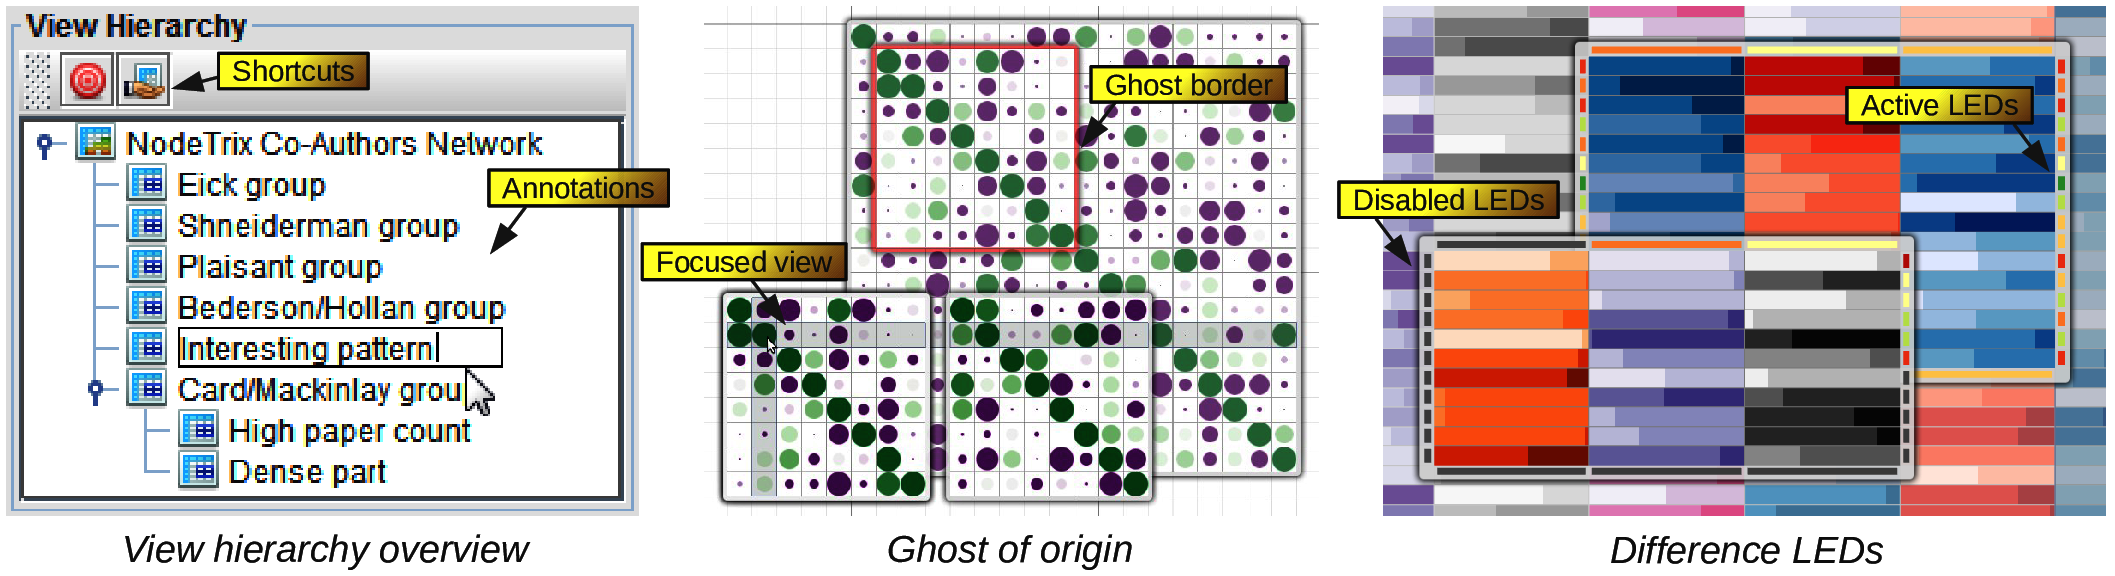 View Hierarchy
Shortcuts
NodeTrix Co-Authors Network
Eick group
Annotations
Shneiderman group
Plaisant group
Bederson/Hollan group
Interesting pattern
Card/Mackinlay grou
High paper count
Dense part
View hierarchy overview
Ghost border
Focused view
Ghost of origin
Active LEDs
Disabled LEDs
Difference LEDs